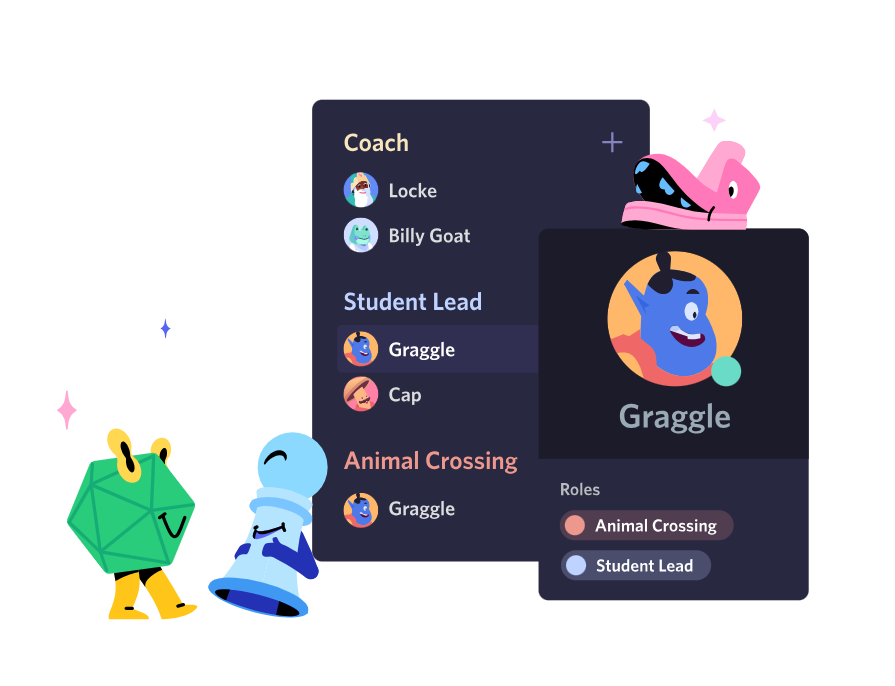 Coach
Locke
Billy Goat
Student Lead
Graggle
Cap
Animal Crossing
Graggle
Graggle
Roles
Animal Crossing
Student Lead